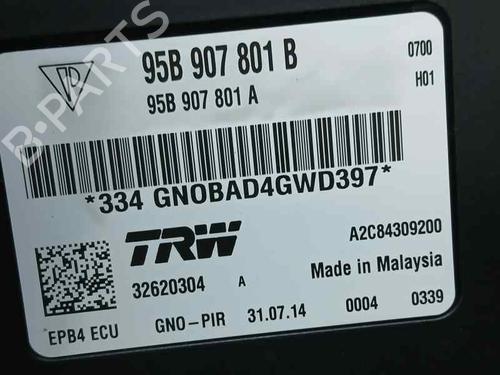 95B 907 801 B
0700
95B 907 801 A
H01
*334 GNOBAD4GWD397*
TRW
A2C84309200
32620304 A
Made in Malaysia
EPB4 ECU GNO-PIR 31.07.14 0004 0339
B-PARTS